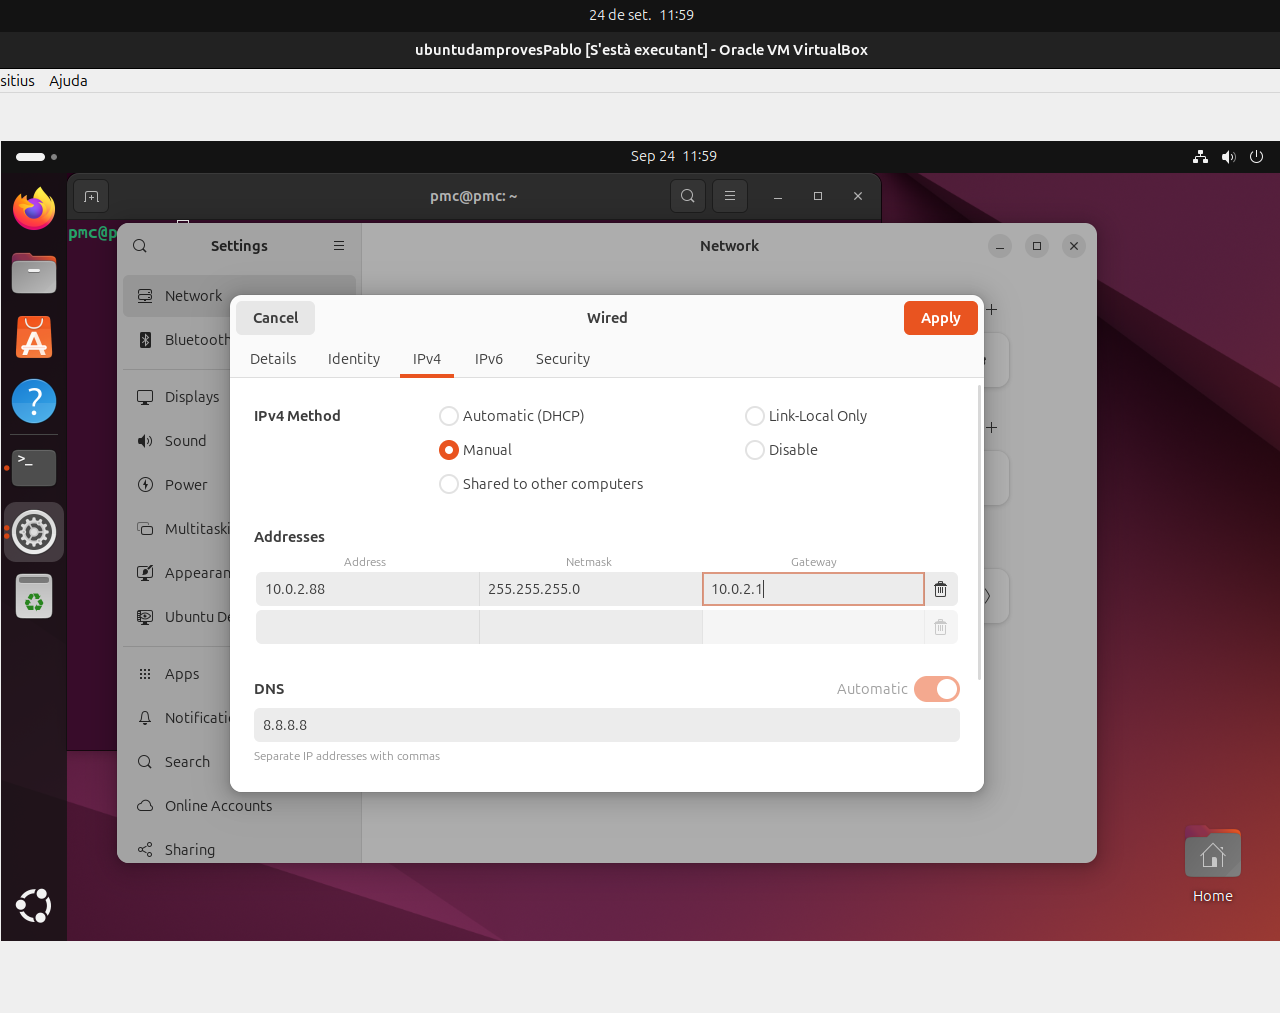 24 de set. 11:59
ubuntudamprovesPablo [S'està executant] - Oracle VM VirtualBox
sitius Ajuda
Sep 24 11:59
pmc@pmc: ~
pmc@p
Settings
Network
Network
Bluetooth
Displays
Sound
Power
Multitaski
Appearan
Ubuntu De
Apps
Notificatio
Search
Online Accounts
Sharing
Cancel
Wired
Apply
Details Identity IPv4 IPv6 Security
IPv4 Method
Automatic (DHCP)
Link-Local Only
Manual
Disable
Shared to other computers
Addresses
Address Netmask Gateway
10.0.2.88 255.255.255.0 10.0.2.1
DNS
Automatic
8.8.8.8
Separate IP addresses with commas
Home